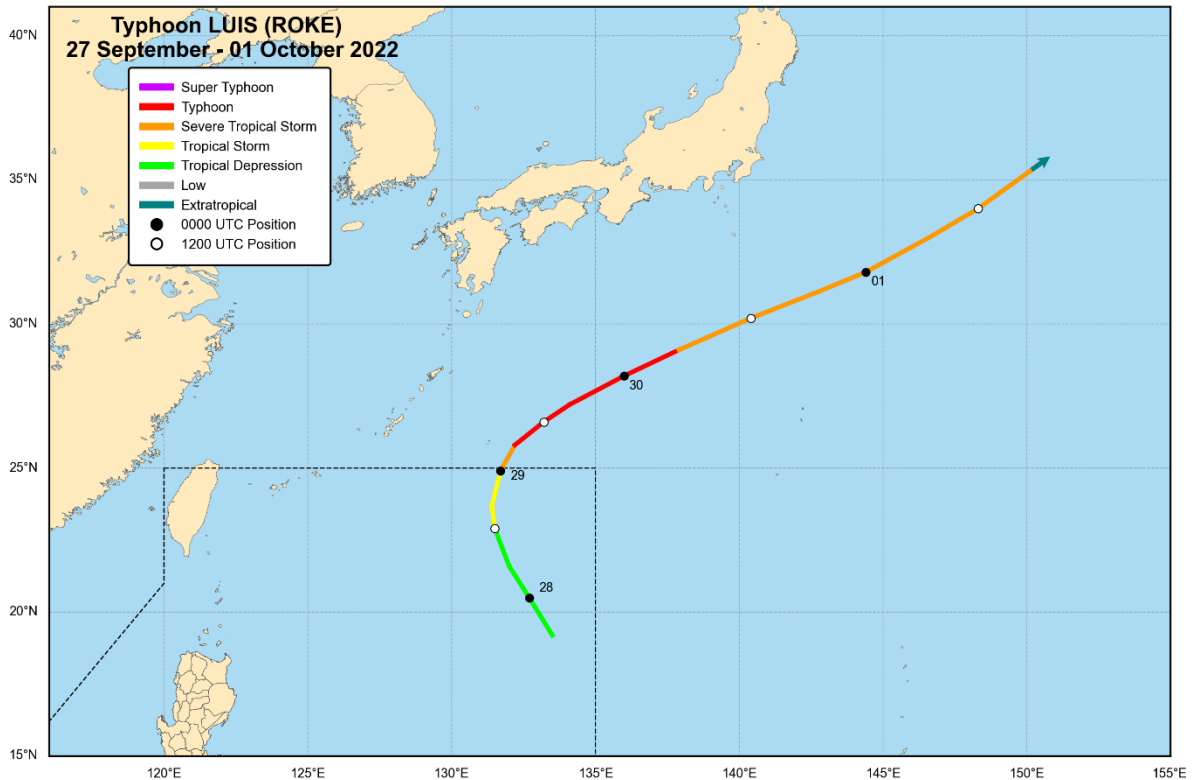 Typhoon LUIS (ROKE)
27 September - 01 October 2022
Super Typhoon
Typhoon
Severe Tropical Storm
Tropical Storm
Tropical Depression
Low
Extratropical
0000 UTC Position
1200 UTC Position
40°N
35°N
30°N
25°N
20°N
15°N
01
30
29
28
120°E
125°E
130°E
135°E
140°E
145°E
150°E
155°E